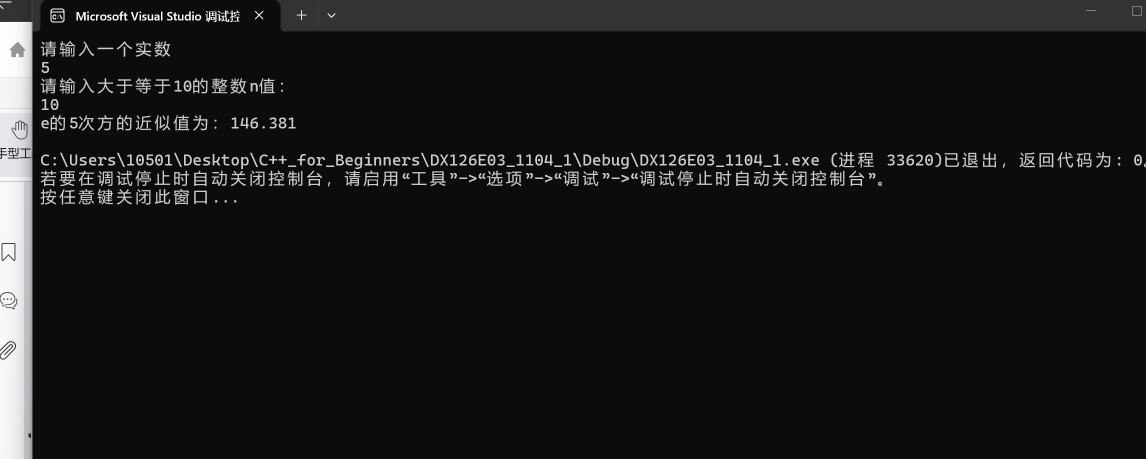 Microsoft Visual Studio 调试控
请输入一个实数
5
请输入大于等于10的整数n值：
10
e的5次方的近似值为：146.381
手型工
C:\Users\10501\Desktop\C++_for_Beginners\DX126E03_1104_1\Debug\DX126E03_1104_1.exe (进程 33620)已退出，返回代码为：0。
若要在调试停止时自动关闭控制台，请启用“工具”->“选项”->“调试”->“调试停止时自动关闭控制台”。
按任意键关闭此窗口...